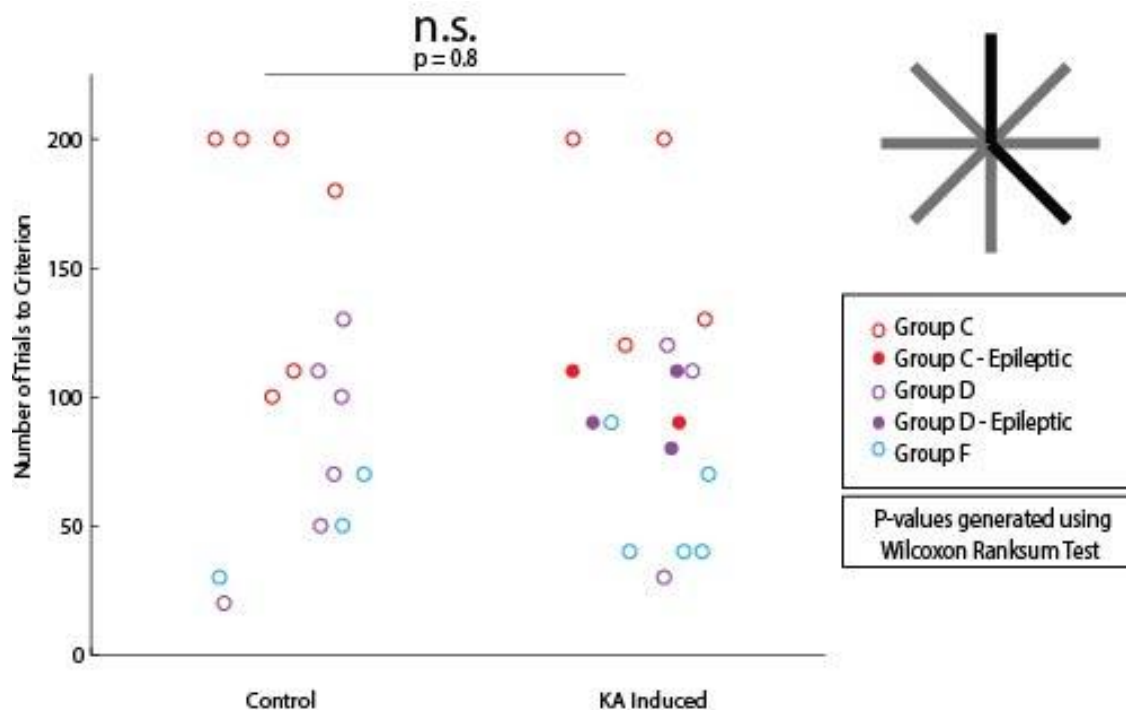 n.s.
p = 0.8
Number of Trials to Criterion
200
150
100
50
0
Control
KA Induced
Group C
Group C - Epileptic
Group D
Group D - Epileptic
Group F
P-values generated using
Wilcoxon Ranksum Test